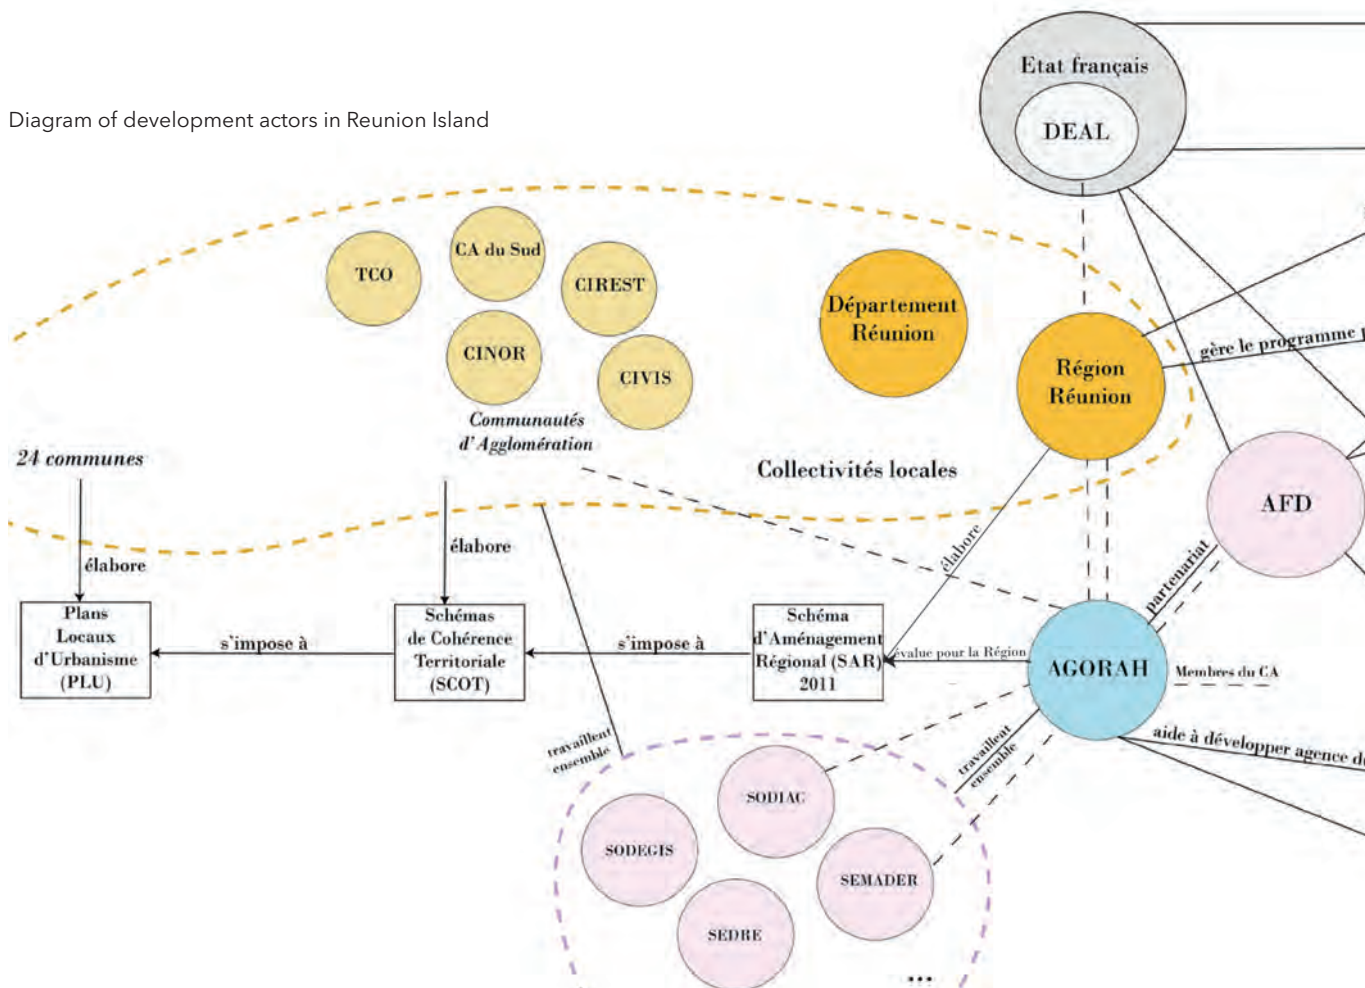 Diagram of development actors in Reunion Island
Etat français
DEAL
TCO
CA du Sud
CIREST
CINOR
CIVIS
Communautés
d'Agglomération
Département
Réunion
Région
Réunion
gère le programme
24 communes
Collectivités locales
AFD
élabore
élabore
élabore
partenariat
Plans
Locaux
d'Urbanisme
(PLU)
s'impose à
Schémas
de Cohérence
Territoriale
(SCOT)
s'impose à
Schéma
d'Aménagement
Régional (SAR)
2011
évalue pour la Région
AGORAH
Membres du CA
travaillent
ensemble
travaillent
ensemble
aide à développer agence
SODIAC
SODEGIS
SEMADER
SEDRE
...